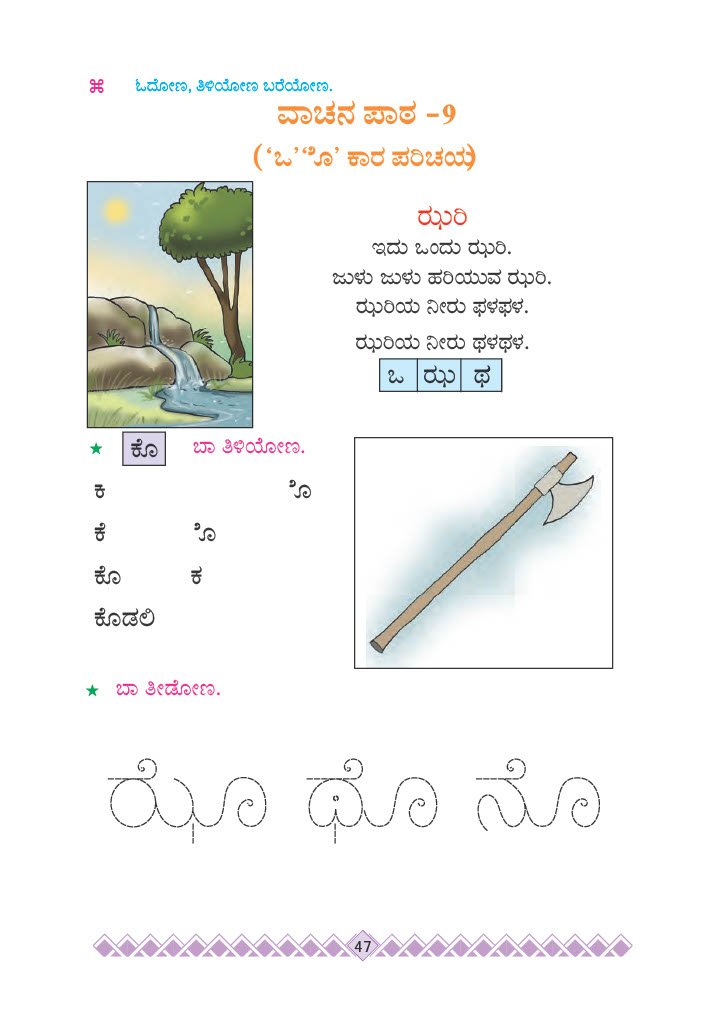 ⌘ ಓದೋಣ, ತಿಳಿಯೋಣ ಬರೆಯೋಣ.
ವಾಚನ ಪಾಠ -9
( ‘ಒ’ ‘ೊ’ ಕಾರ ಪರಿಚಯ)
ಝರಿ
ಇದು ಒಂದು ಝರಿ.
ಜುಳು ಜುಳು ಹರಿಯುವ ಝರಿ.
ಝರಿಯ ನೀರು ಫಳಫಳ.
ಝರಿಯ ನೀರು ಥಳಥಳ.
ಒ ಝ ಥ
★ ಕೊ ಬಾ ತಿಳಿಯೋಣ.
ಕ ೊ
ಕೆ ೊ
ಕೊ ಕ
ಕೊಡಲಿ
★ ಬಾ ತೀಡೋಣ.
ಝೊ ಥೊ ನೊ
47